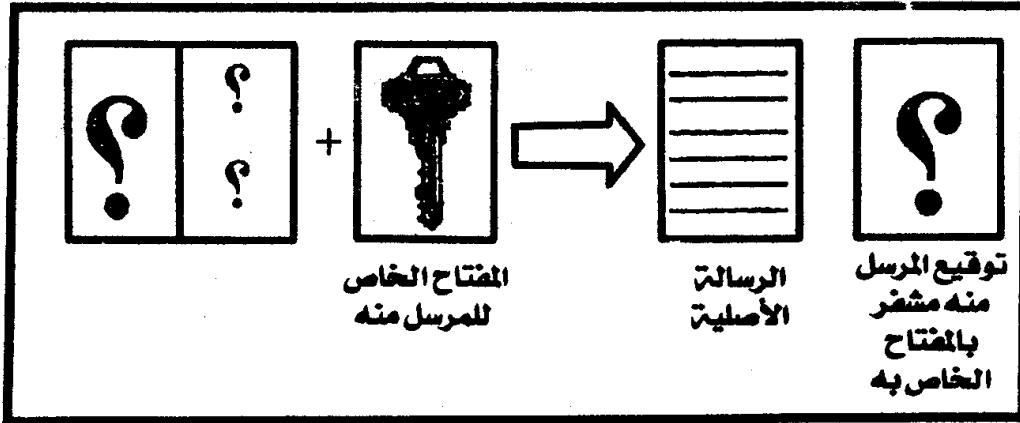 ؟
؟
؟
+
؟
المفتاح الخاص
للمرسل منه
الرسالة
الأصلية
توقيع المرسل
منه مشفر
بالمفتاح
الخاص به